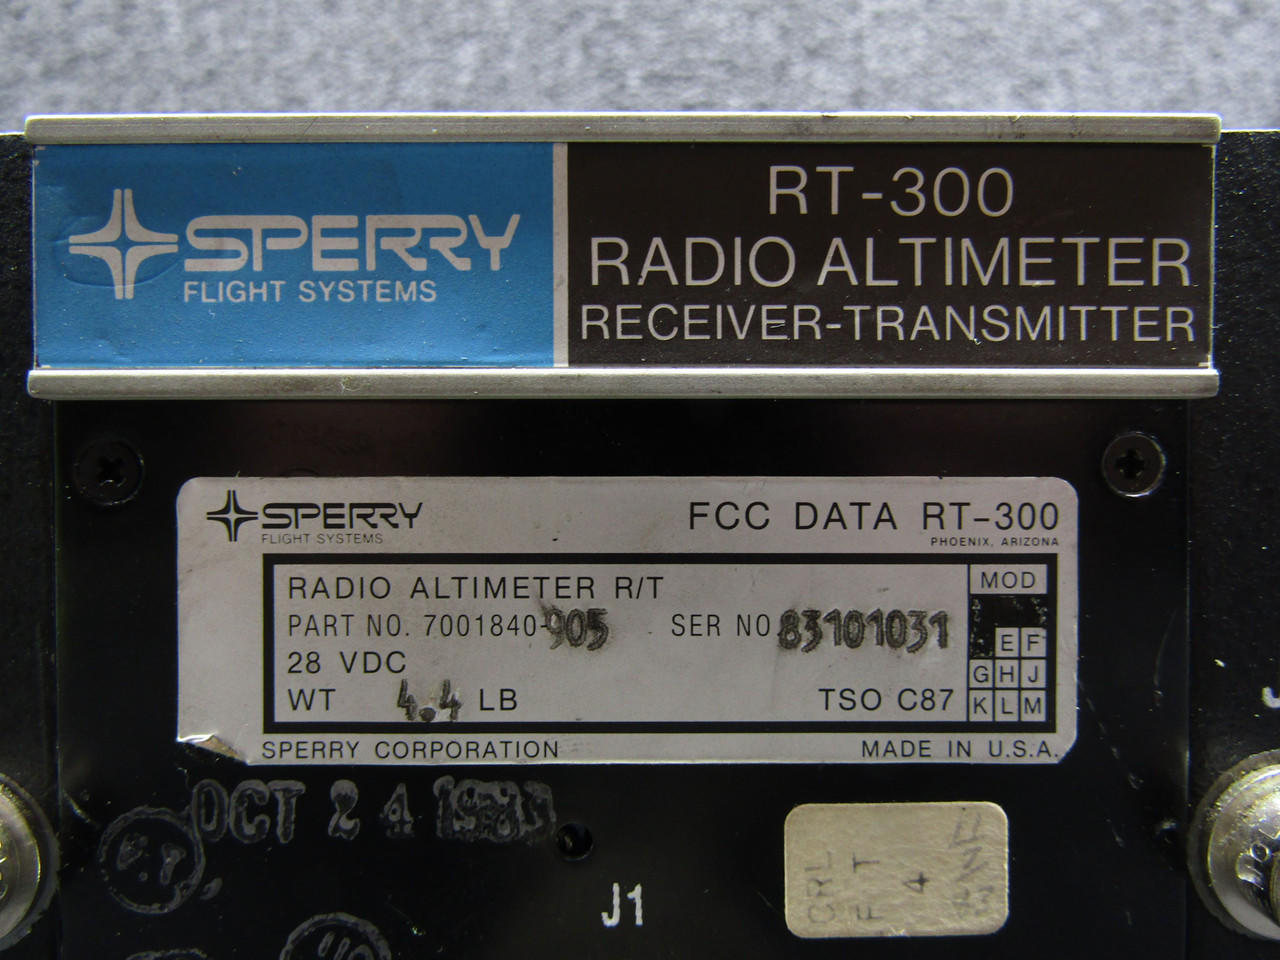 SPERRY
FLIGHT SYSTEMS
RT-300
RADIO ALTIMETER
RECEIVER-TRANSMITTER
SPERRY
FLIGHT SYSTEMS
FCC DATA RT-300
PHOENIX, ARIZONA
RADIO ALTIMETER R/T
MOD
PART NO. 7001840-905 SER NO 83101031
E F
28 VDC
G H J
WT 4.4 LB TSO C87
K L M
SPERRY CORPORATION MADE IN U.S.A.
OCT 24 1983
J1